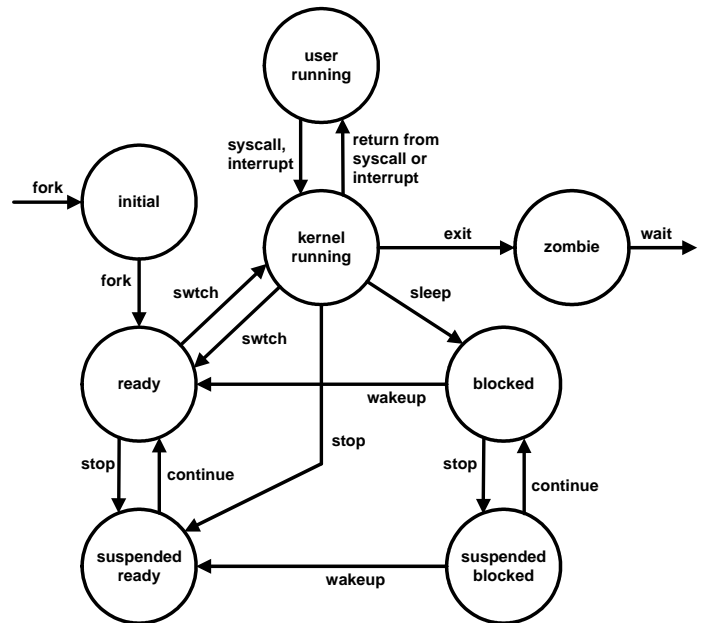 user
running
syscall,
interrupt
return from
syscall or
interrupt
fork
initial
kernel
running
exit
zombie
wait
fork
swtch
swtch
sleep
ready
blocked
wakeup
stop
continue
stop
stop
continue
suspended
ready
suspended
blocked
wakeup